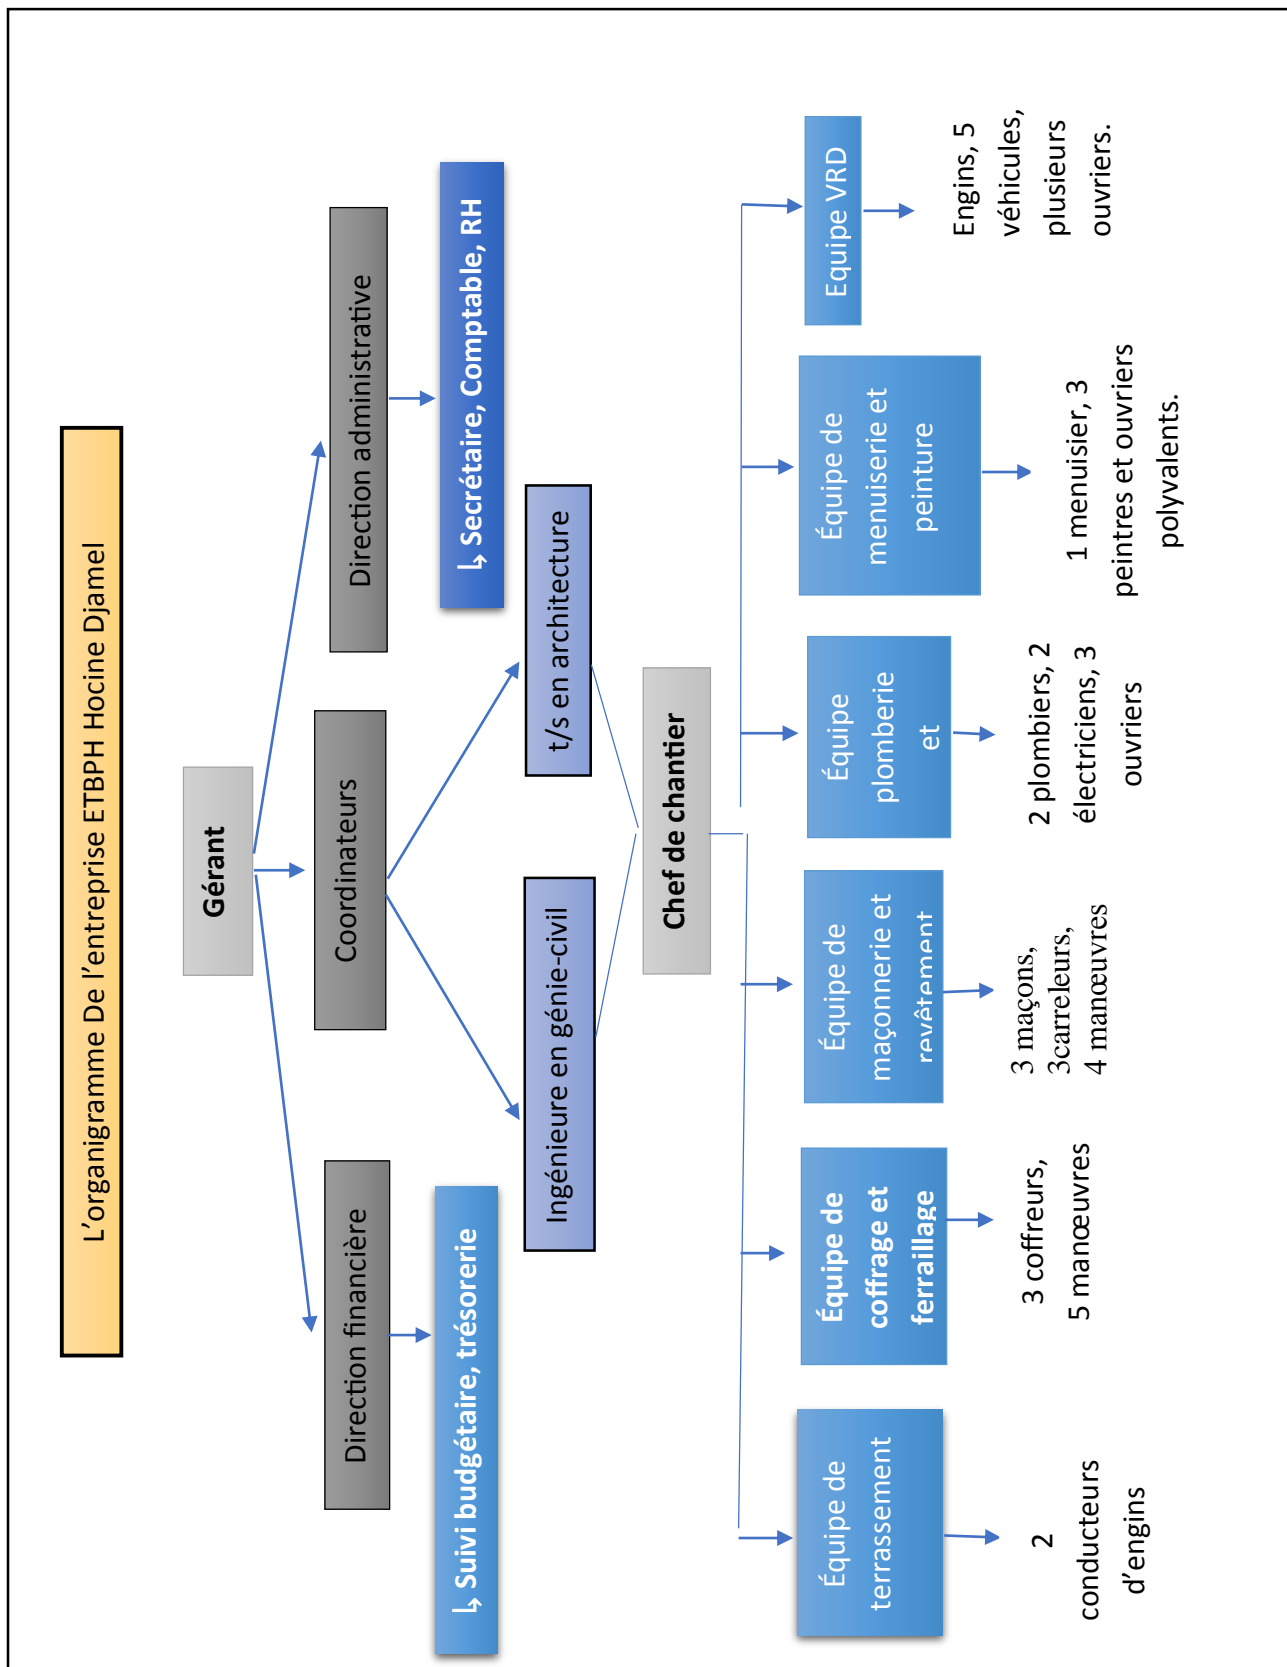 L'organigramme De l'entreprise ETBPH Hocine Djamel
Gérant
Direction financière
Coordinateurs
Direction administrative
↳ Suivi budgétaire, trésorerie
↳ Secrétaire, Comptable, RH
Ingénieure en génie-civil
t/s en architecture
Chef de chantier
Équipe de
terrassement
Équipe de
coffrage et
ferraillage
Équipe de
maçonnerie et
revêtement
Équipe
plomberie
et
Équipe de
menuiserie et
peinture
Equipe VRD
2
conducteurs
d'engins
3 coffreurs,
5 manœuvres
3 maçons,
3carreleurs,
4 manœuvres
2 plombiers, 2
électriciens, 3
ouvriers
1 menuisier, 3
peintres et ouvriers
polyvalents.
Engins, 5
véhicules,
plusieurs
ouvriers.